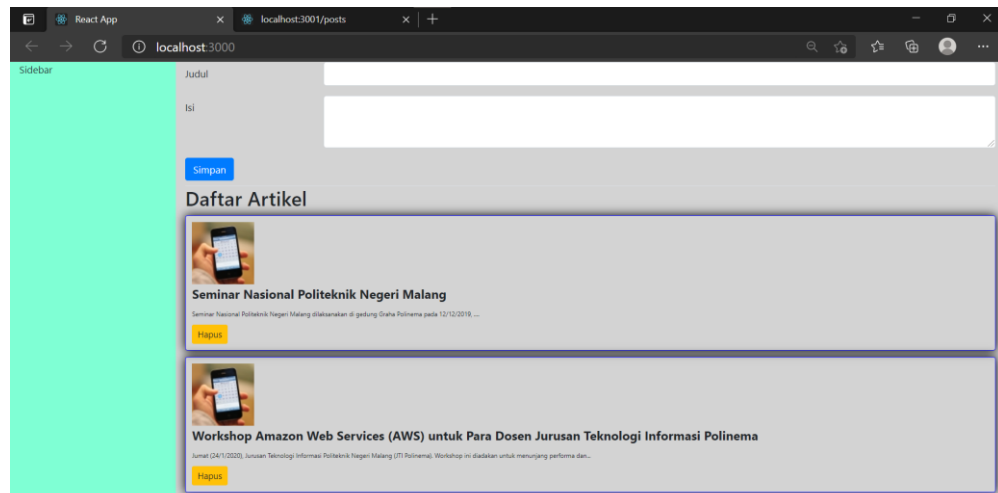 React App
localhost:3001/posts
localhost:3000
Sidebar
Judul
Isi
Simpan
Daftar Artikel
Seminar Nasional Politeknik Negeri Malang
Seminar Nasional Politeknik Negeri Malang dilaksanakan di gedung Graha Polinema pada 12/12/2019, ....
Hapus
Workshop Amazon Web Services (AWS) untuk Para Dosen Jurusan Teknologi Informasi Polinema
Jumat (24/1/2020), Jurusan Teknologi Informasi Politeknik Negeri Malang (JTI Polinema). Workshop ini diadakan untuk menunjang performa dan...
Hapus